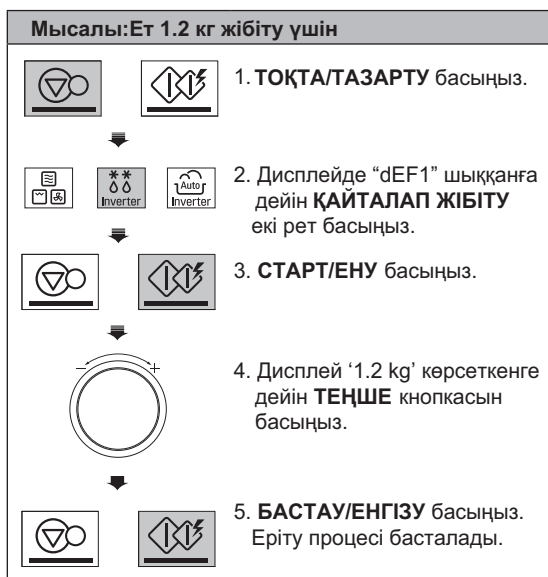 Мысалы:Ет 1.2 кг жібіту үшін
1. ТОҚТА/ТАЗАРТУ басыңыз.
2. Дисплейде “dEF1” шыққанға
дейін ҚАЙТАЛАП ЖІБІТУ
екі рет басыңыз.
Inverter
Auto
Inverter
3. СТАРТ/ЕНУ басыңыз.
4. Дисплей ‘1.2 kg’ көрсеткенге
дейін ТЕҢШЕ кнопкасын
басыңыз.
5. БАСТАУ/ЕНГІЗУ басыңыз.
Еріту процесі басталады.